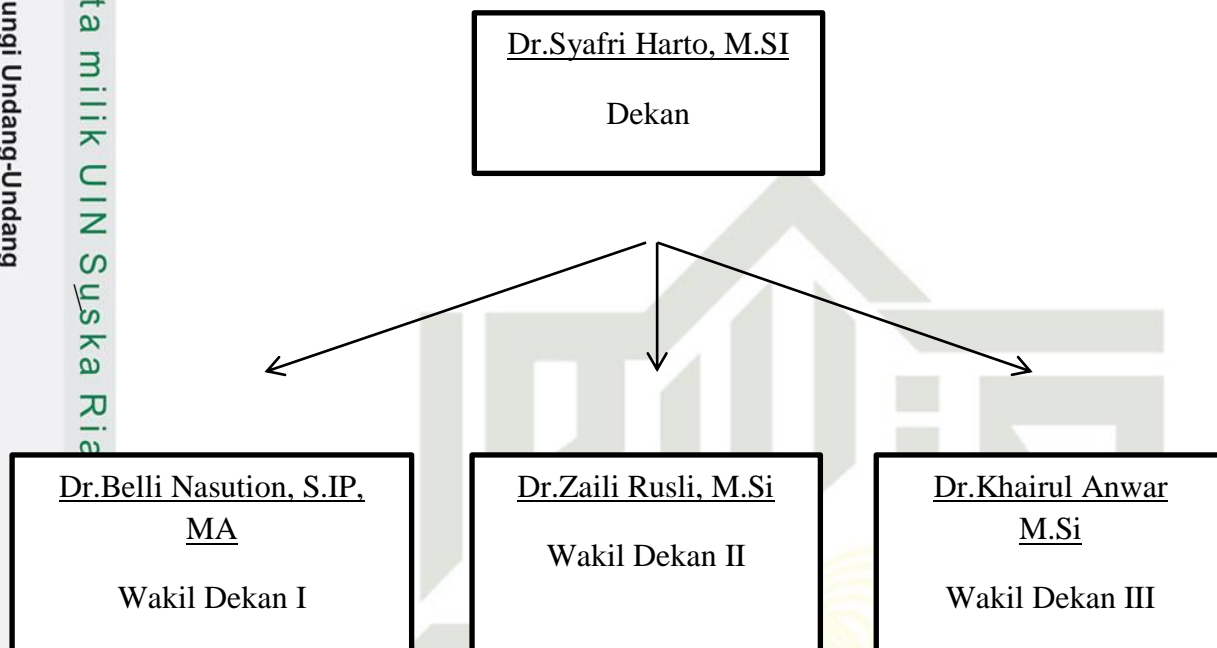 ungi Undang-Undang
ta milik UIN Suska Ria
Dr.Syafri Harto, M.SI
Dekan
Dr.Belli Nasution, S.IP,
MA
Wakil Dekan I
Dr.Zaili Rusli, M.Si
Wakil Dekan II
Dr.Khairul Anwar
M.Si
Wakil Dekan III